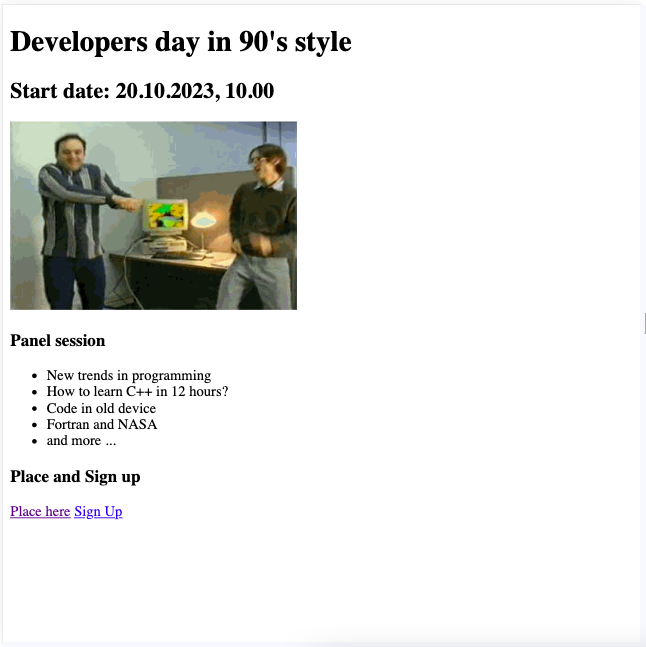 Developers day in 90's style
Start date: 20.10.2023, 10.00
Panel session
New trends in programming
How to learn C++ in 12 hours?
Code in old device
Fortran and NASA
and more ...
Place and Sign up
Place here Sign Up